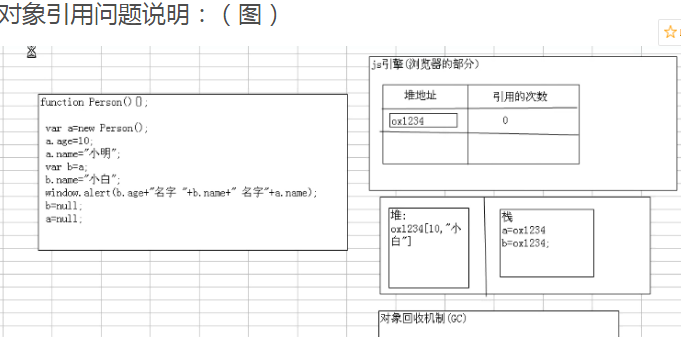 对象引用问题说明：（图）
function Person(){};
var a=new Person();
a.age=10;
a.name="小明";
var b=a;
b.name="小白";
window.alert(b.age+"名字 "+b.name+" 名字"+a.name);
b=null;
a=null;
js引擎(浏览器的部分)
堆地址 引用的次数
ox1234 0
堆:
ox1234[10,"小
白"]
栈
a=ox1234
b=ox1234;
对象回收机制(GC)